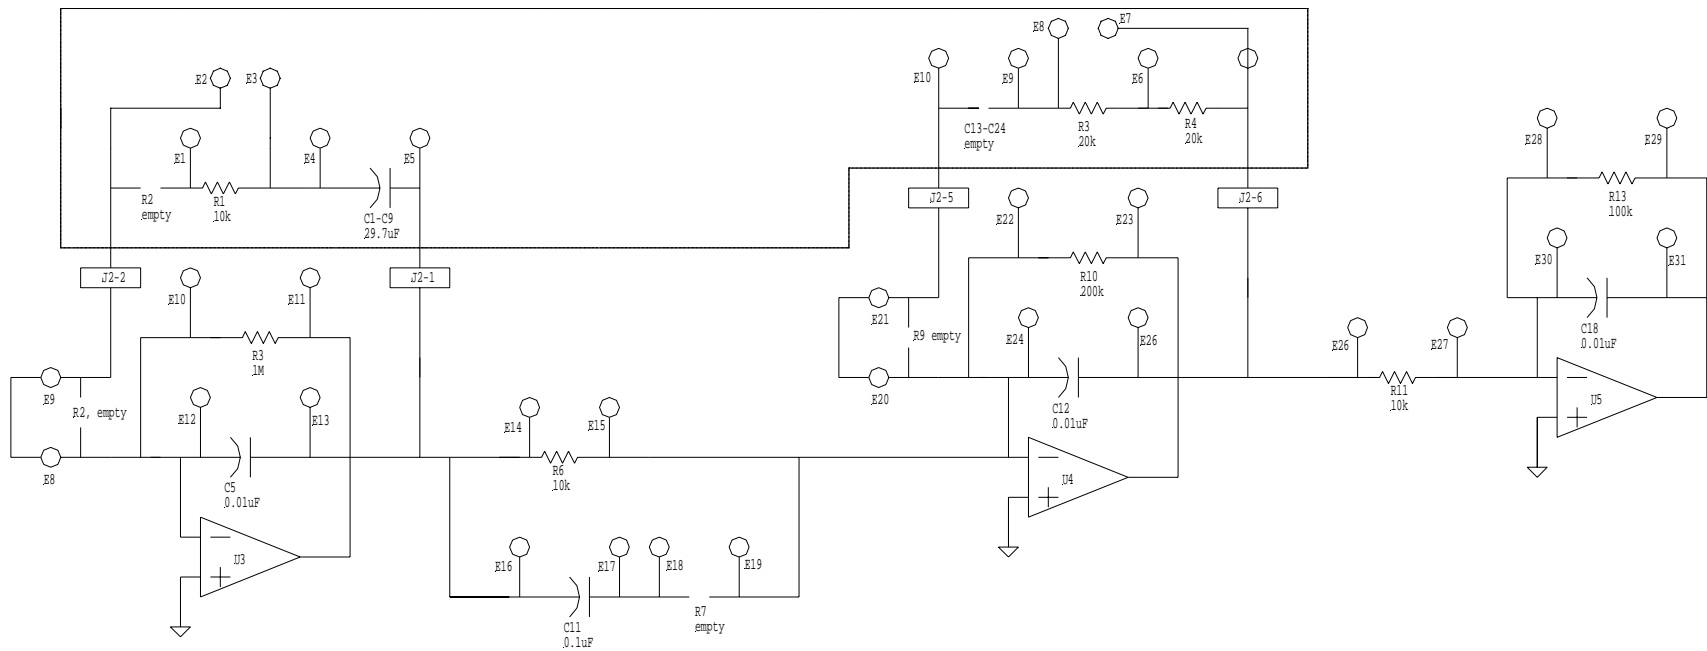 E8
E7
E2
E3
E10
E9
E6
E1
E4
E5
C13-C24
empty
R3
20k
R4
20k
E28
E29
R2
empty
R1
10k
C1-C9
29.7uF
J2-5
J2-6
E22
E23
R13
100k
E30
E31
J2-2
J2-1
E10
E11
R10
200k
E21
R9 empty
E24
E26
E26
E27
C18
0.01uF
R3
1M
E9
R2, empty
E12
E13
E20
C12
0.01uF
R11
10k
U5
E14
E15
E8
C5
0.01uF
R6
10k
U4
U3
E16
E17
E18
E19
C11
0.1uF
R7
empty